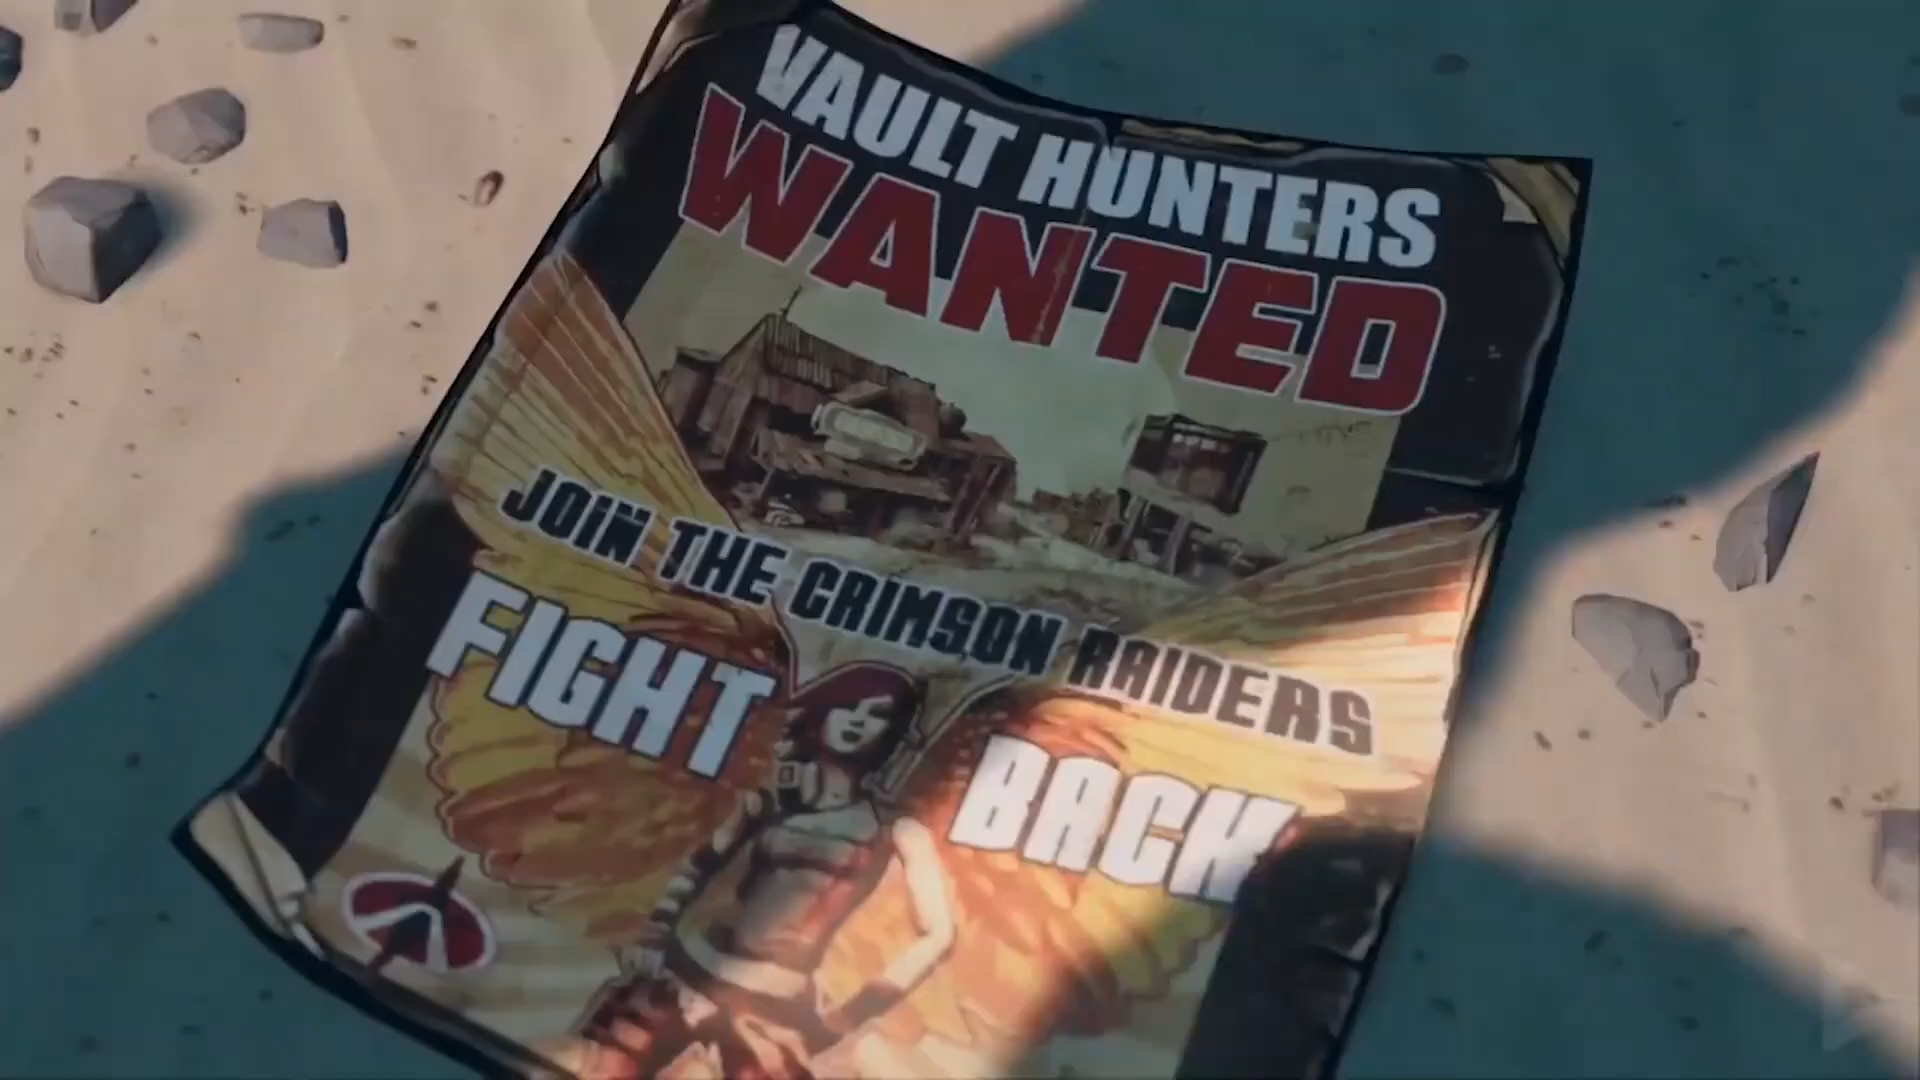 VAULT HUNTERS
WANTED
JOIN THE CRIMSON RAIDERS
FIGHT
BACK